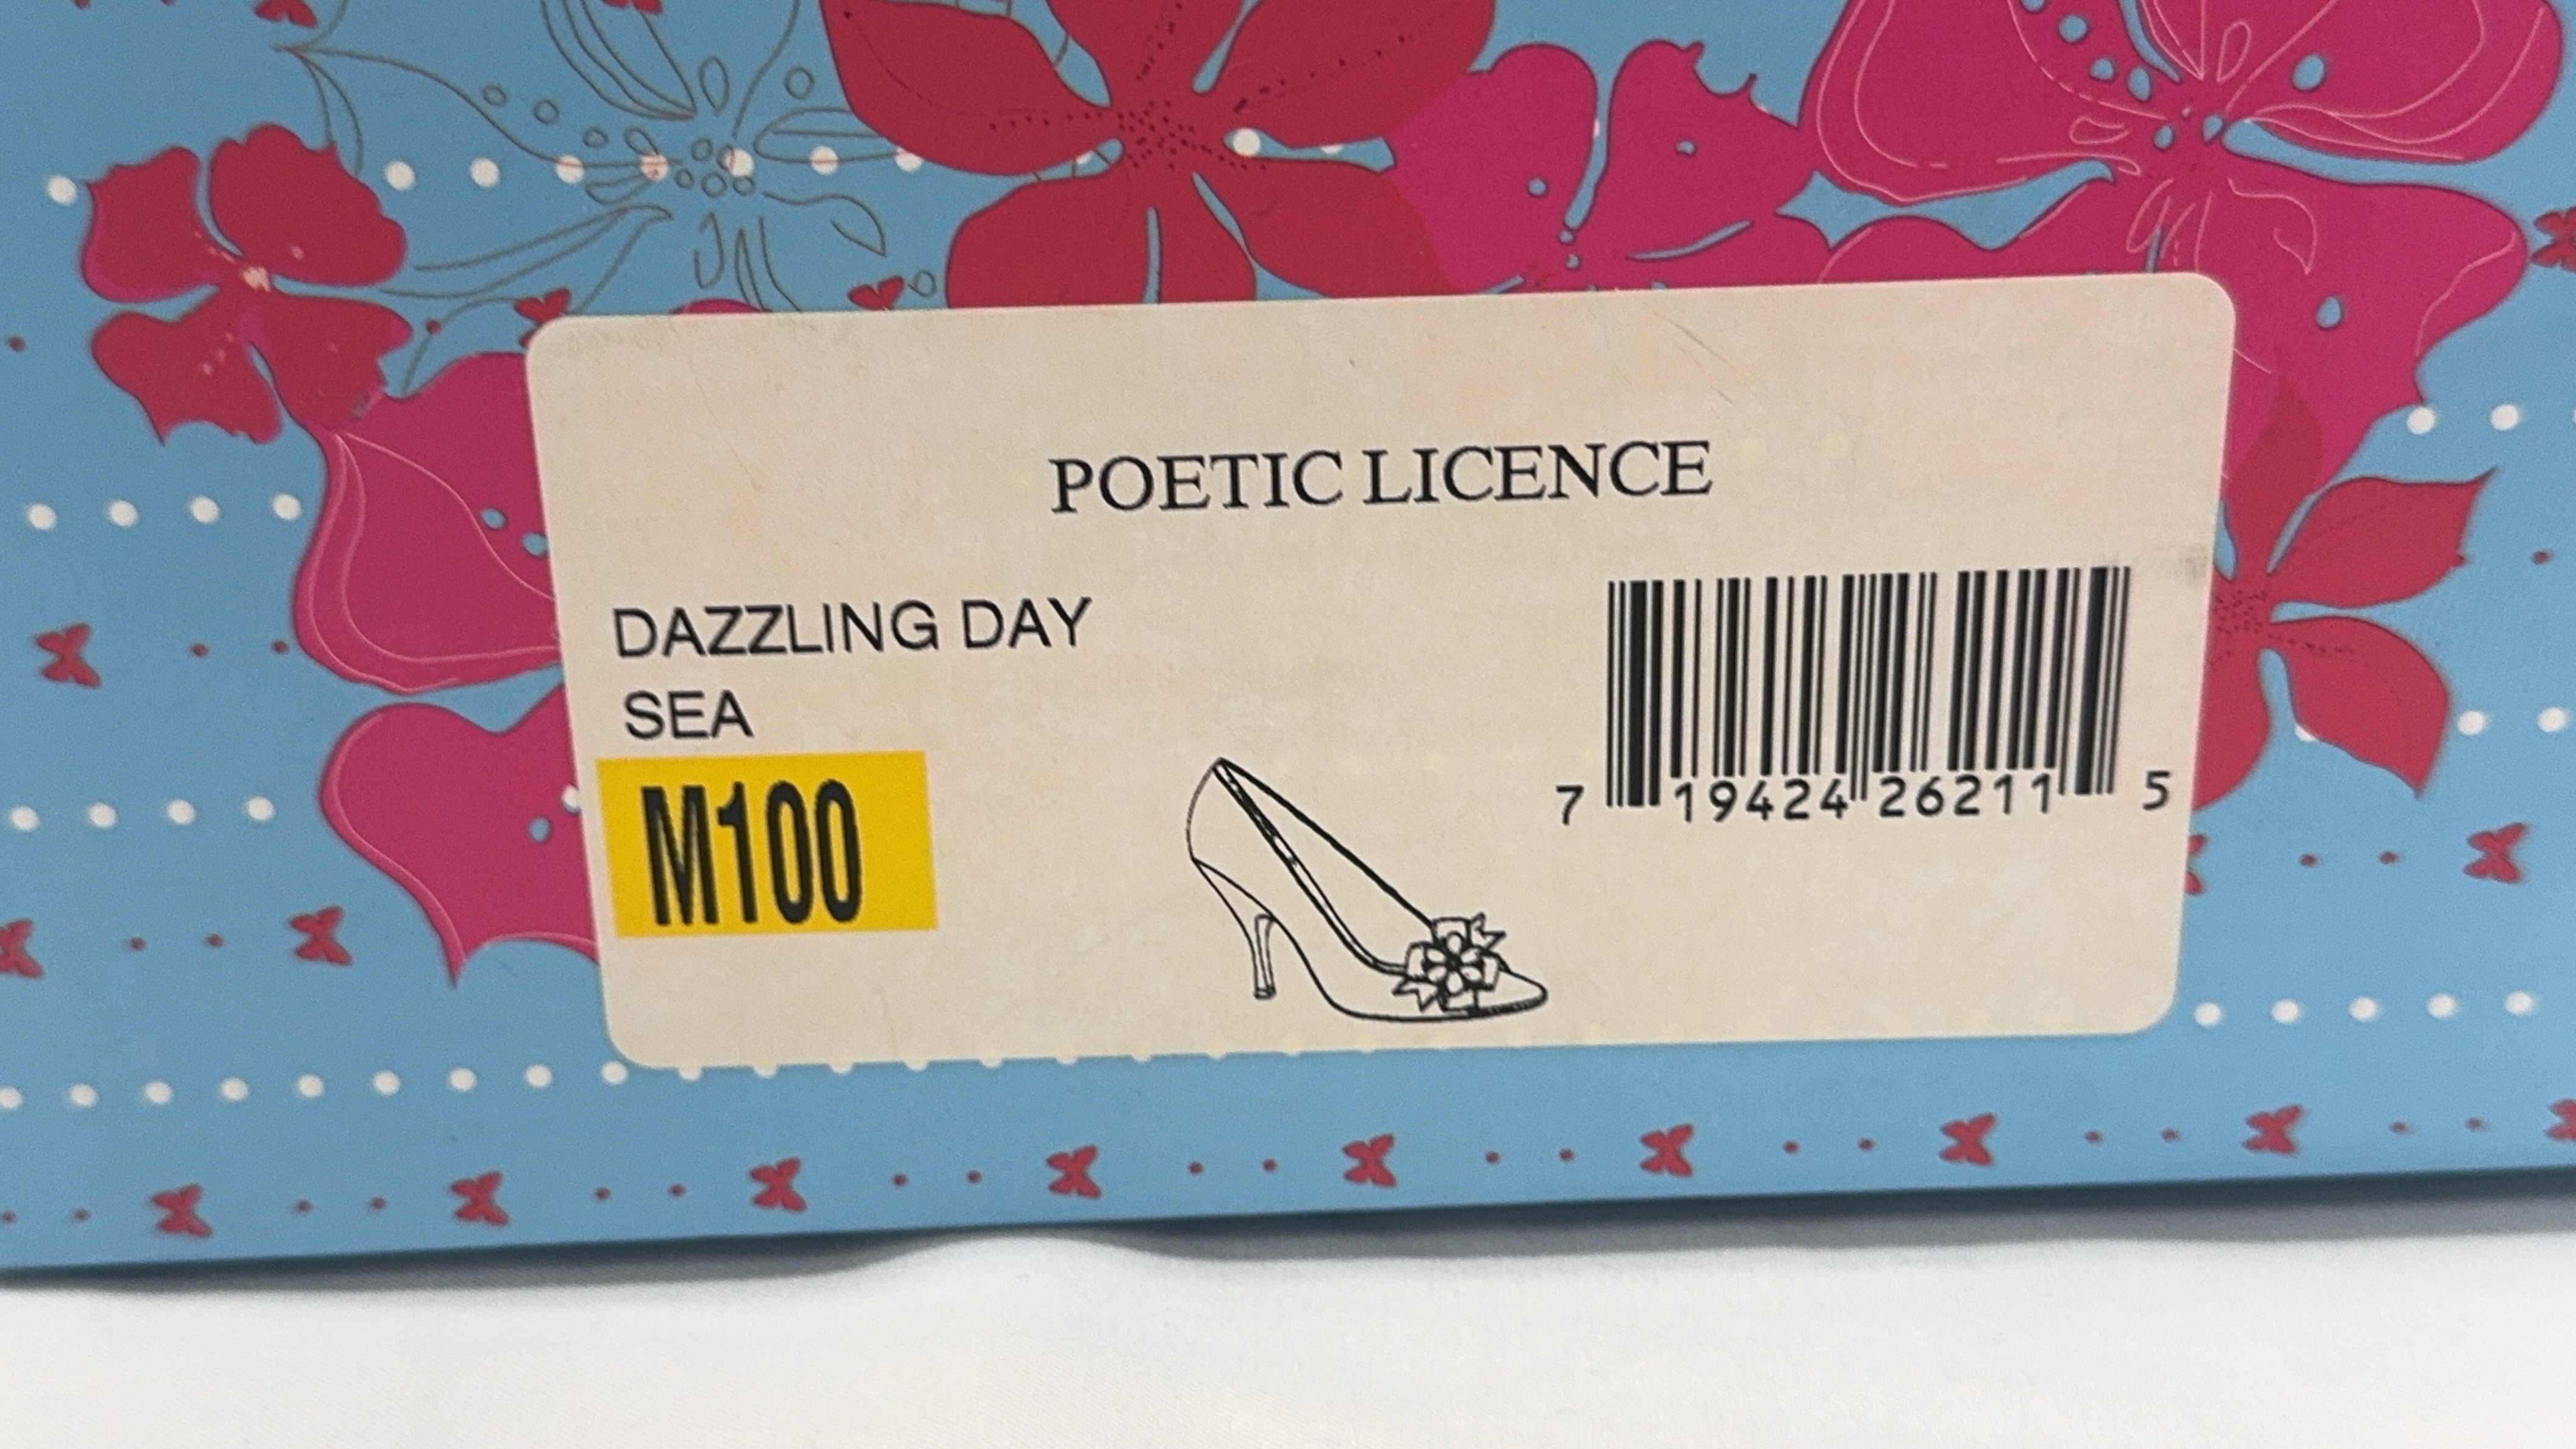 POETIC LICENCE
DAZZLING DAY
SEA
M100
7 19424 26211 5